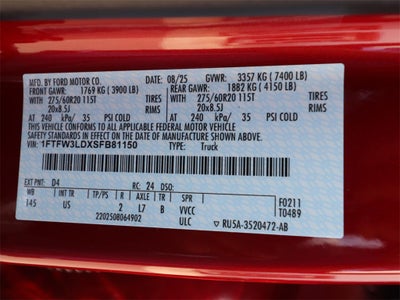 MFD. BY FORD MOTOR CO. 08/25 GVWR: 3357 KG (7400 LB)
FRONT GAWR: 1769 KG (3900 LB) REAR GAWR: 1882 KG (4150 LB)
275/60R20 115T TIRES 275/60R20 115T TIRES
20x8.5J RIMS 20x8.5J RIMS
AT 240 kPa/ 35 PSI COLD AT 240 kPa/ 35 PSI COLD
THIS VEHICLE CONFORMS TO ALL APPLICABLE FEDERAL MOTOR VEHICLE
SAFETY AND THEFT PREVENTION STANDARDS IN EFFECT ON THE DATE OF
MANUFACTURE SHOWN ABOVE.
VIN: 1FTFW3LDXSFB81150 TYPE: Truck
EXT PNT: D4 RC: 24 DSO: F0211
WB TP/PS R AXLE TR SPR T0489
145 US 2 L7 B VVCC
2202508064902 ULC RU5A-3520472-AB